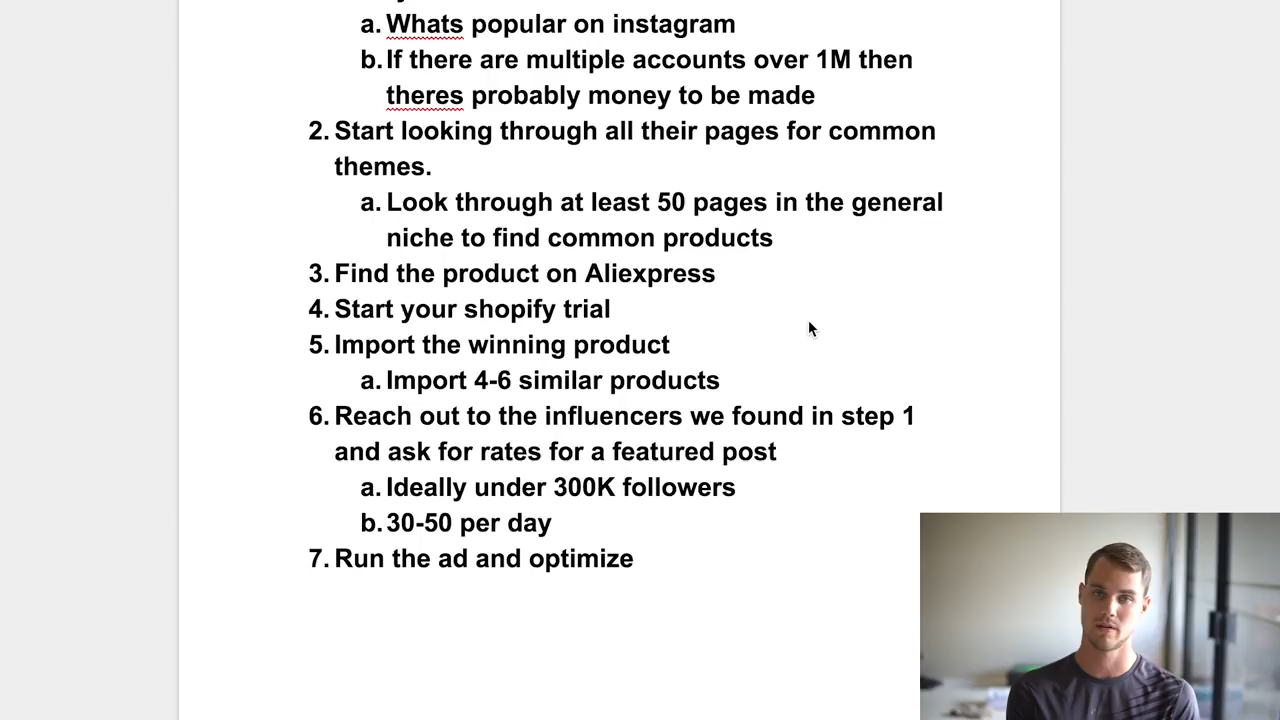 a. Whats popular on instagram
b. If there are multiple accounts over 1M then
theres probably money to be made
2. Start looking through all their pages for common
themes.
a. Look through at least 50 pages in the general
niche to find common products
3. Find the product on Aliexpress
4. Start your shopify trial
5. Import the winning product
a. Import 4-6 similar products
6. Reach out to the influencers we found in step 1
and ask for rates for a featured post
a. Ideally under 300K followers
b. 30-50 per day
7. Run the ad and optimize